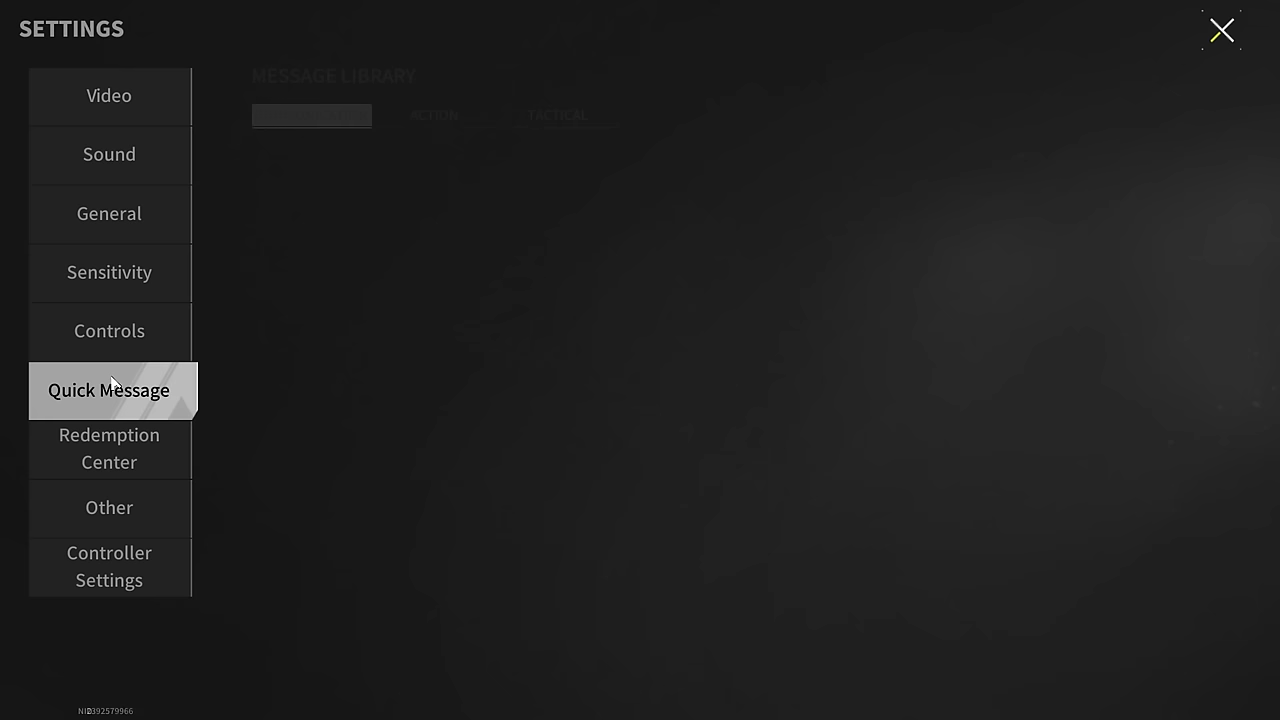 SETTINGS
Video
Sound
General
Sensitivity
Controls
Quick Message
Redemption
Center
Other
Controller
Settings
MESSAGE LIBRARY
ACTION
TACTICAL